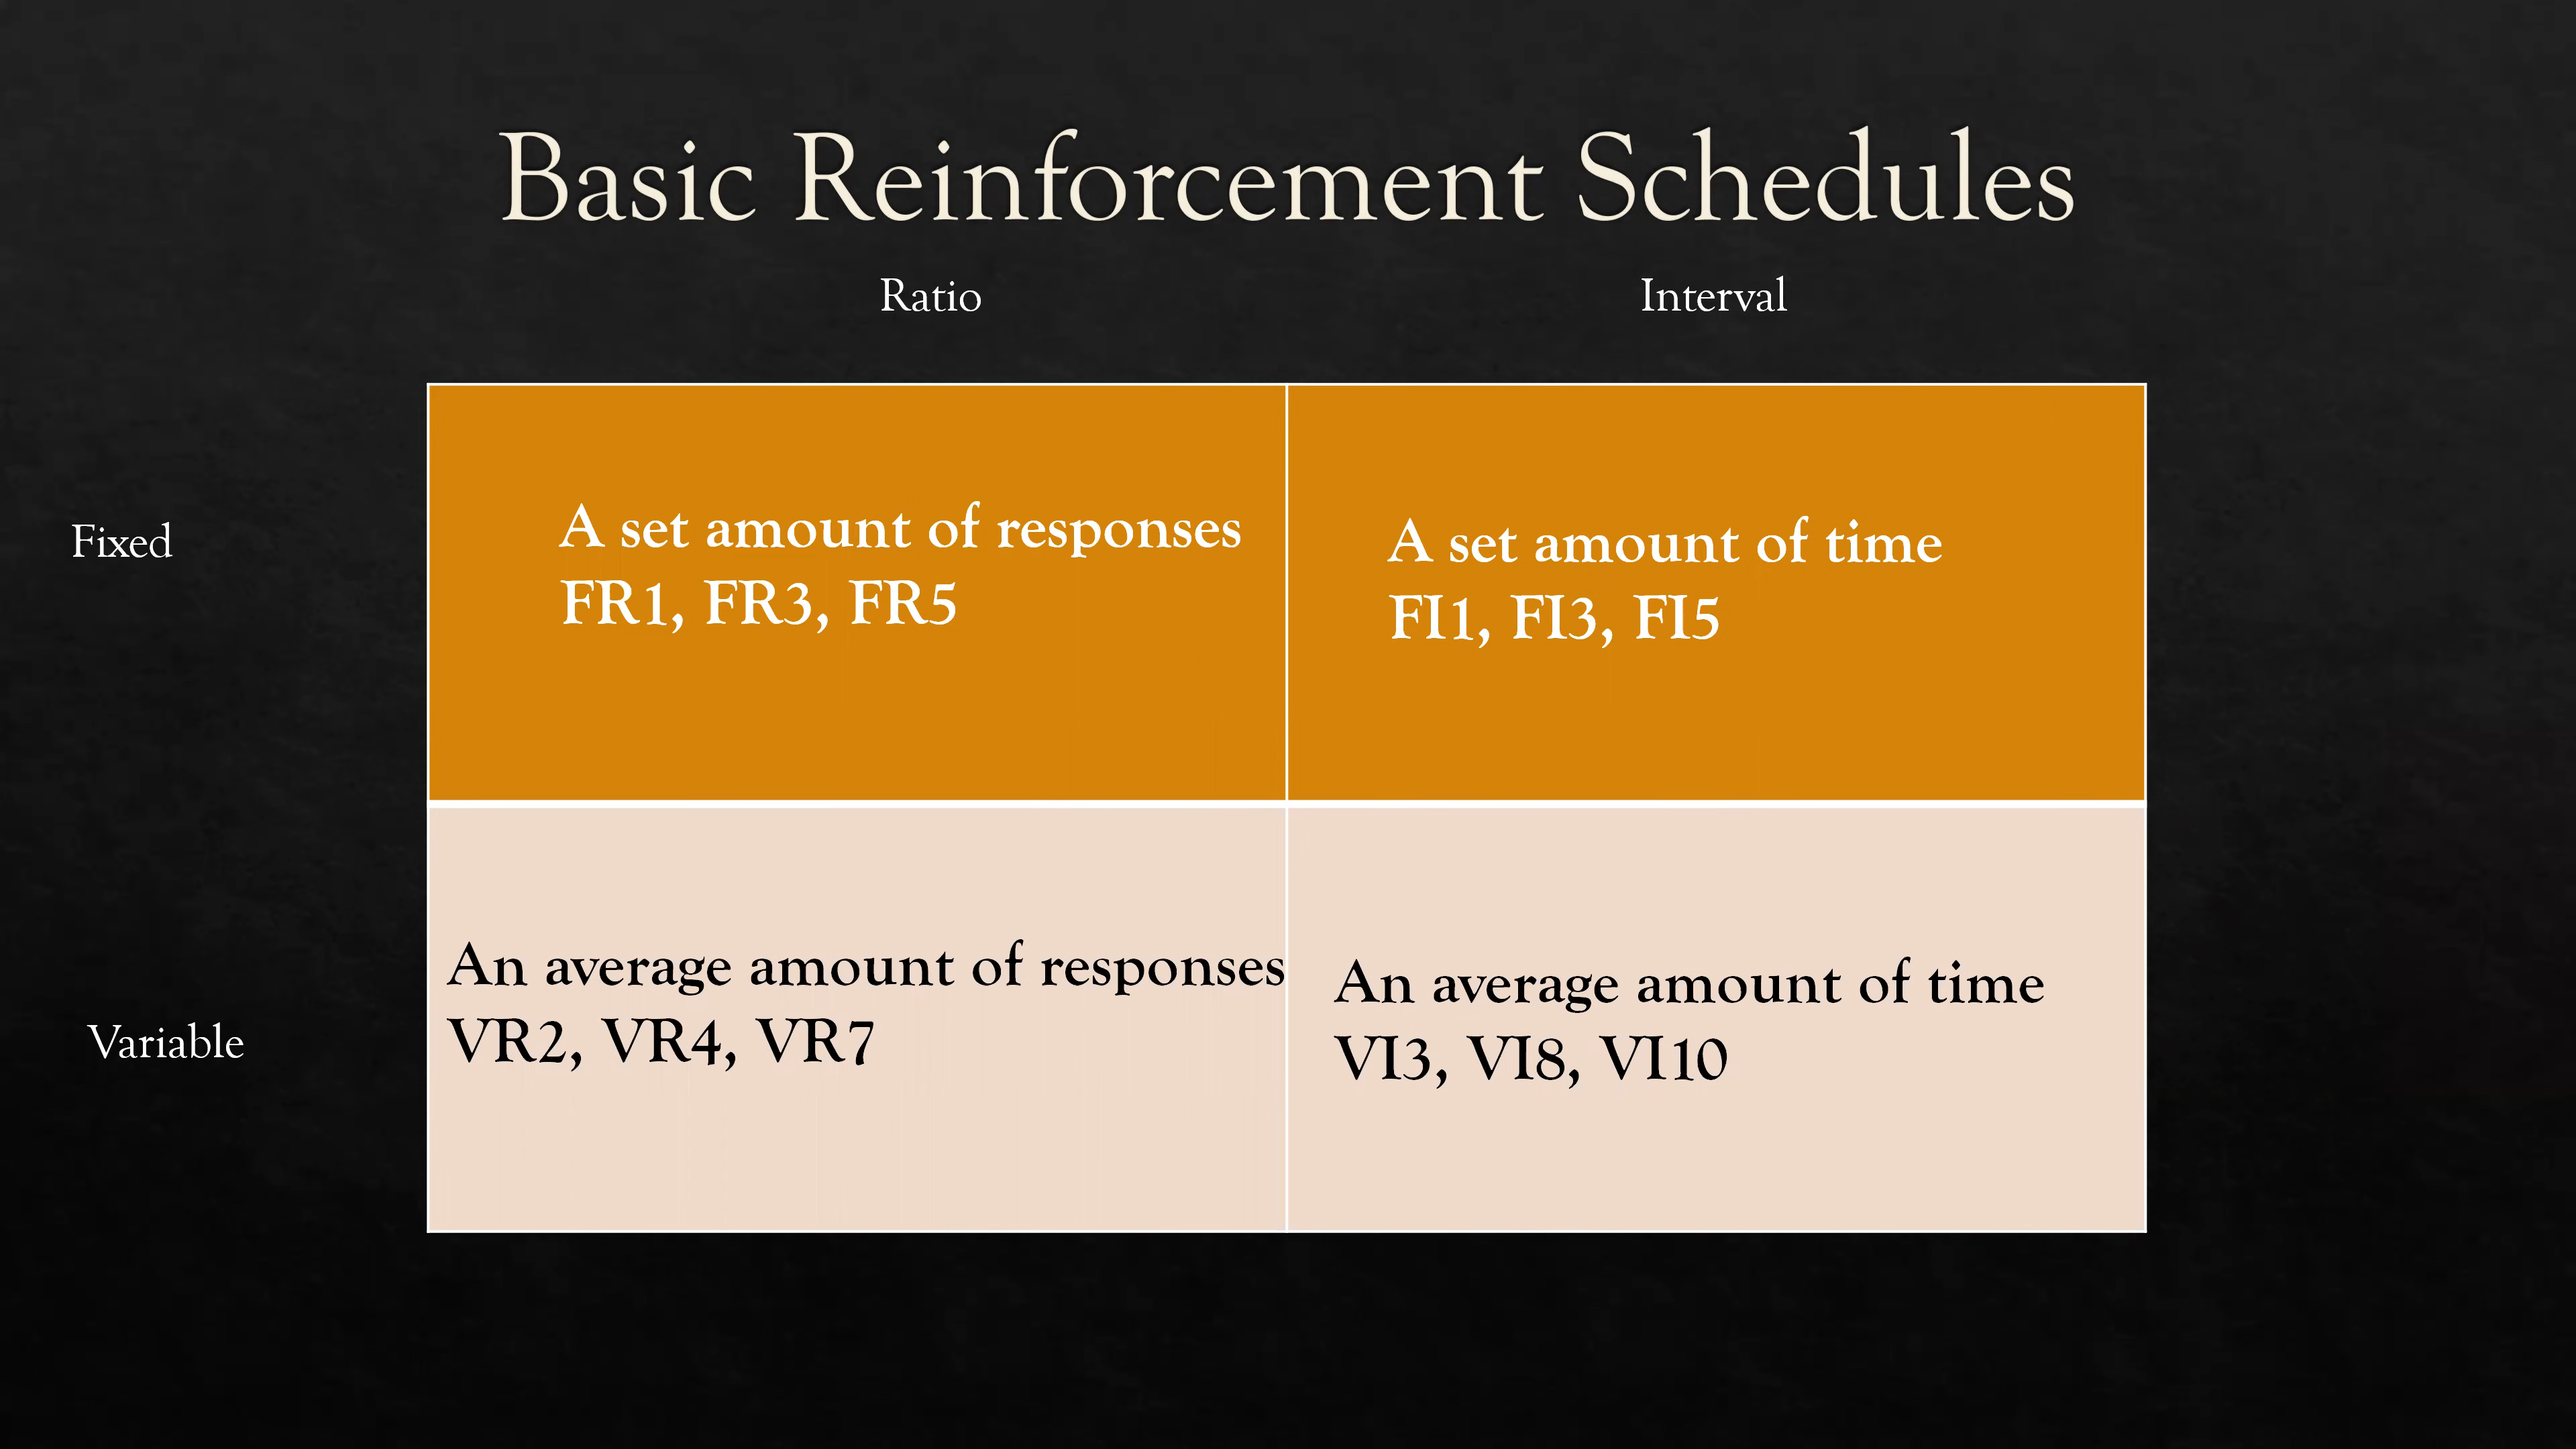 Basic Reinforcement Schedules
Ratio
Interval
Fixed
A set amount of responses
FR1, FR3, FR5
A set amount of time
FI1, FI3, FI5
Variable
An average amount of responses
VR2, VR4, VR7
An average amount of time
VI3, VI8, VI10